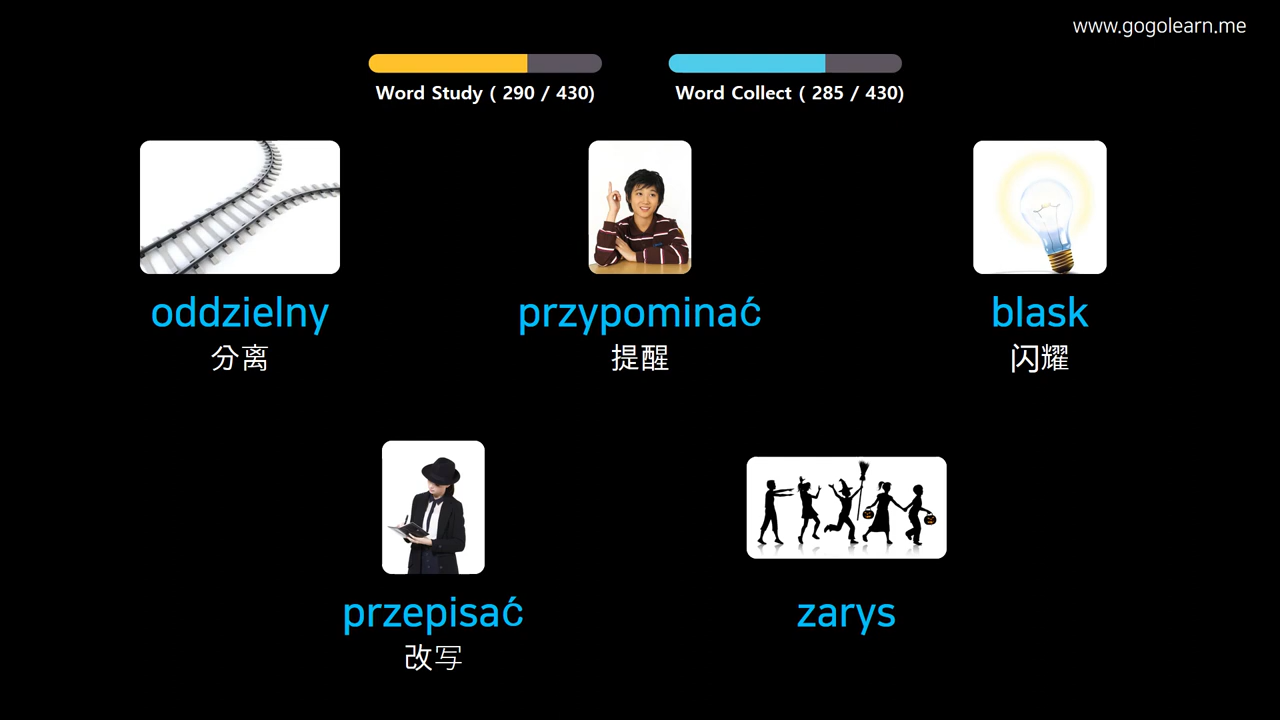 www.gogolearn.me
Word Study ( 290 / 430)
Word Collect ( 285 / 430)
oddzielny
分离
przypominać
提醒
blask
闪耀
przepisać
改写
zarys